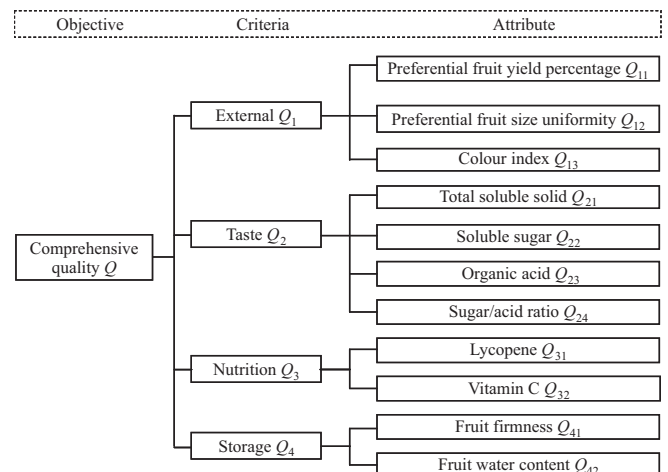 Objective Criteria Attribute
Preferential fruit yield percentage Q11
External Q1
Preferential fruit size uniformity Q12
Colour index Q13
Total soluble solid Q21
Taste Q2
Soluble sugar Q22
Comprehensive
quality Q
Organic acid Q23
Sugar/acid ratio Q24
Lycopene Q31
Nutrition Q3
Vitamin C Q32
Fruit firmness Q41
Storage Q4
Fruit water content Q42